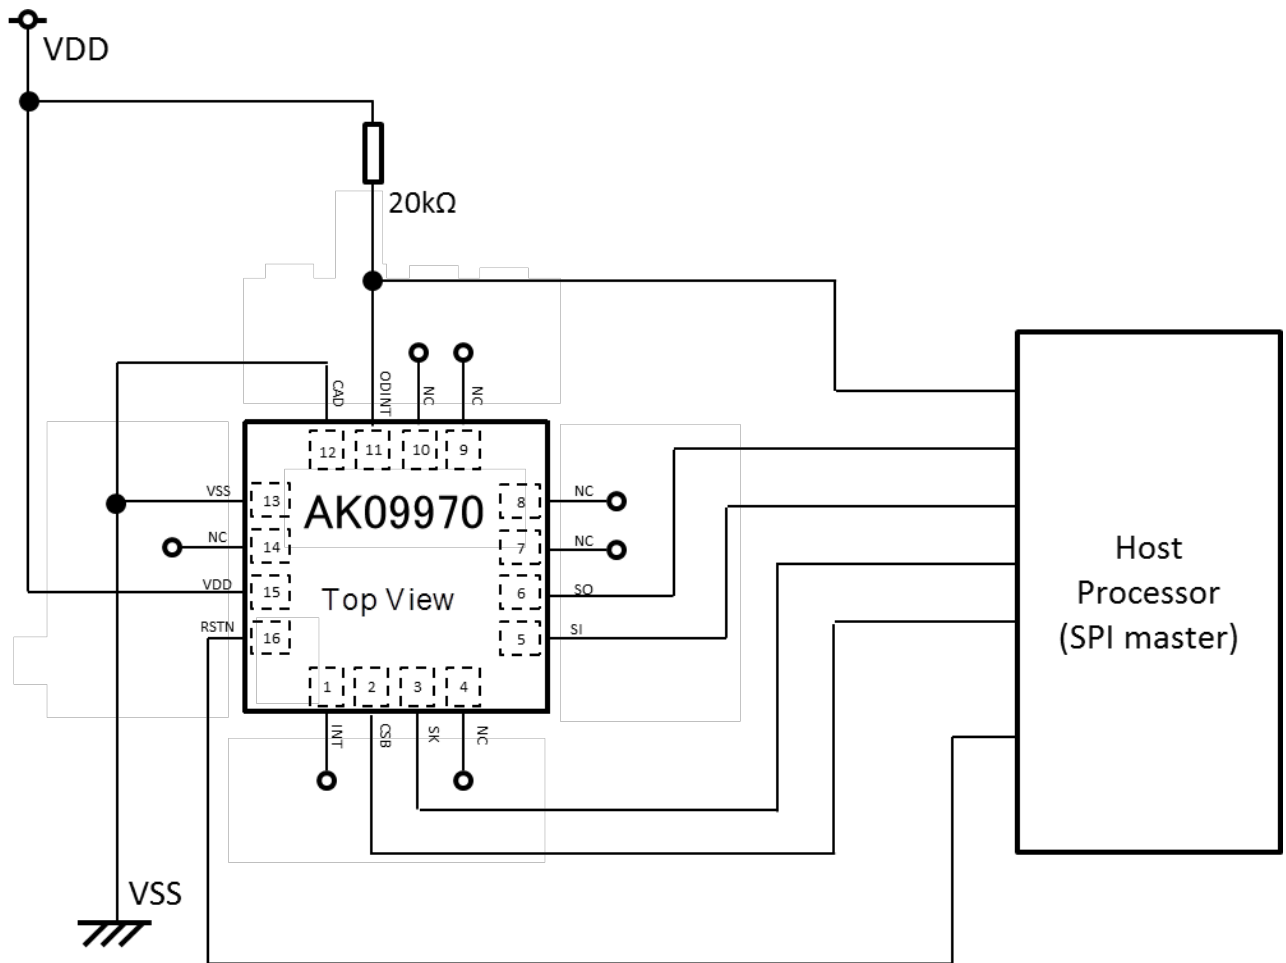 VDD
20kΩ
CAD
ODINT
NC
NC
12
11
10
9
VSS
13
AK09970
8
NC
NC
14
7
NC
VDD
15
Top View
6
SO
RSTN
16
5
SI
1
2
3
4
INT
CSB
SK
NC
Host
Processor
(SPI master)
VSS